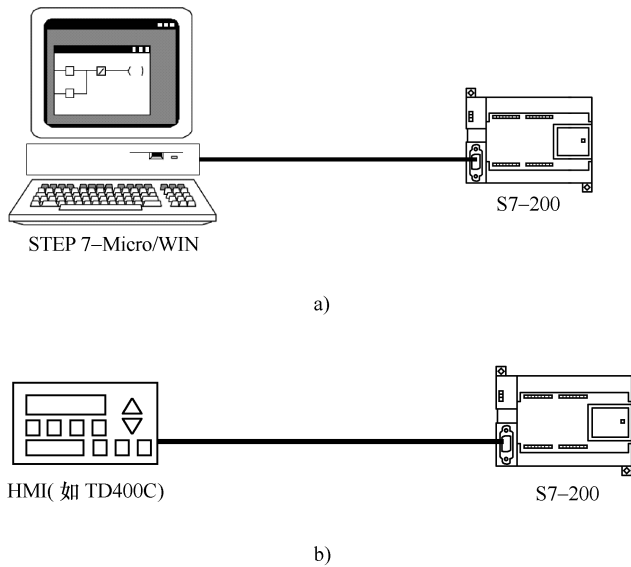 STEP 7–Micro/WIN
S7–200
a)
HMI( 如 TD400C)
S7–200
b)